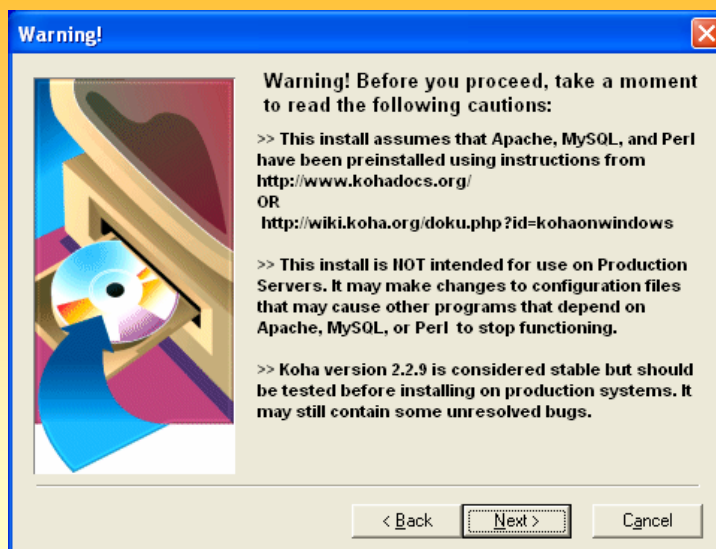 Warning!
Warning! Before you proceed, take a moment
to read the following cautions:
>> This install assumes that Apache, MySQL, and Perl
have been preinstalled using instructions from
http://www.kohadocs.org/
OR
http://wiki.koha.org/doku.php?id=kohaonwindows
>> This install is NOT intended for use on Production
Servers. It may make changes to configuration files
that may cause other programs that depend on
Apache, MySQL, or Perl to stop functioning.
>> Koha version 2.2.9 is considered stable but should
be tested before installing on production systems. It
may still contain some unresolved bugs.
< Back Next > Cancel